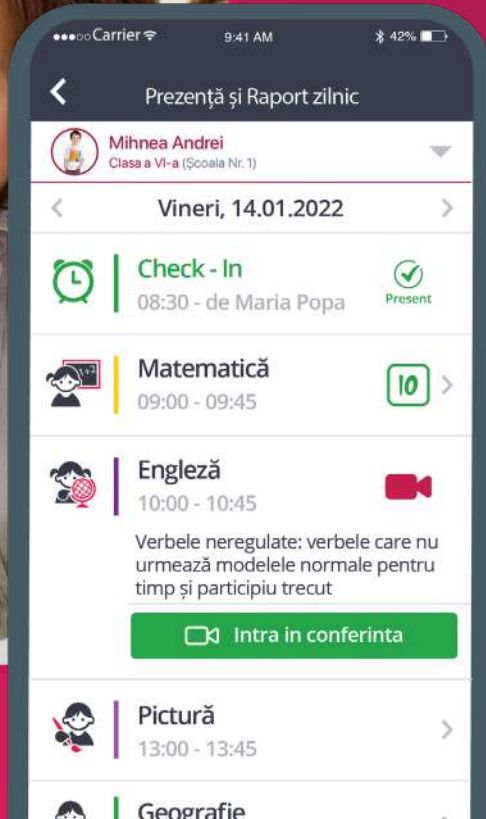 Carrier 9:41 AM 42%
Prezență și Raport zilnic
Mihnea Andrei
Clasa a VI-a (Școala Nr. 1)
Vineri, 14.01.2022
Check - In
08:30 - de Maria Popa
Present
Matematică
09:00 - 09:45
10
Engleză
10:00 - 10:45
Verbele neregulate: verbele care nu
urmează modelele normale pentru
timp și participiu trecut
Intra in conferinta
Pictură
13:00 - 13:45
Geografie